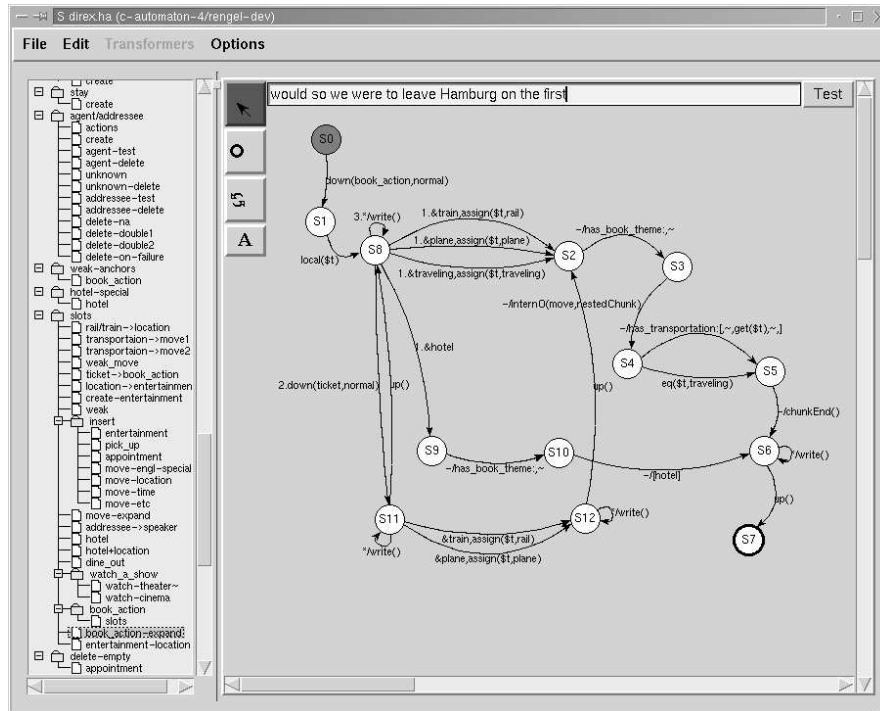 S direx.ha (c-automaton-4/rengel-dev)
File Edit Transformers Options
create
stay
create
agent/addressee
actions
create
agent-test
agent-delete
unknown
unknown-delete
addressee-test
addressee-delete
delete-na
delete-double1
delete-double2
delete-on-failure
weak-anchors
book_action
hotel-special
hotel
slots
rail/train->location
transportaion->move1
transportaion->move2
weak_move
ticket->book_action
location->entertainmen
create-entertainment
weak
insert
entertainment
pick_up
appointment
move-engl-special
move-location
move-time
move-etc
move-expand
addressee->speaker
hotel
hotel+location
dine_out
watch_a_show
watch-theater~
watch-cinema
book_action
slots
book_action-expand
entertainment-location
delete-empty
appointment
would so we were to leave Hamburg on the first
Test
A
S0
down(book_action,normal)
S1
local($t)
3.*/write()
S8
1.&train,assign($t,rail)
1.&plane,assign($t,plane)
1.&traveling,assign($t,traveling)
S2
~/has_book_theme:,~
S3
~/internO(move,nestedChunk)
~/has_transportation:[,~,get($t),~,]
S4
eq($t,traveling)
S5
1.&hotel
2.down(ticket,normal)
up()
up()
~/chunkEnd()
S9
~/has_book_theme:,~
S10
~/[hotel]
S6
*/write()
up()
S7
S11
*/write()
&train,assign($t,rail)
&plane,assign($t,plane)
S12
*/write()